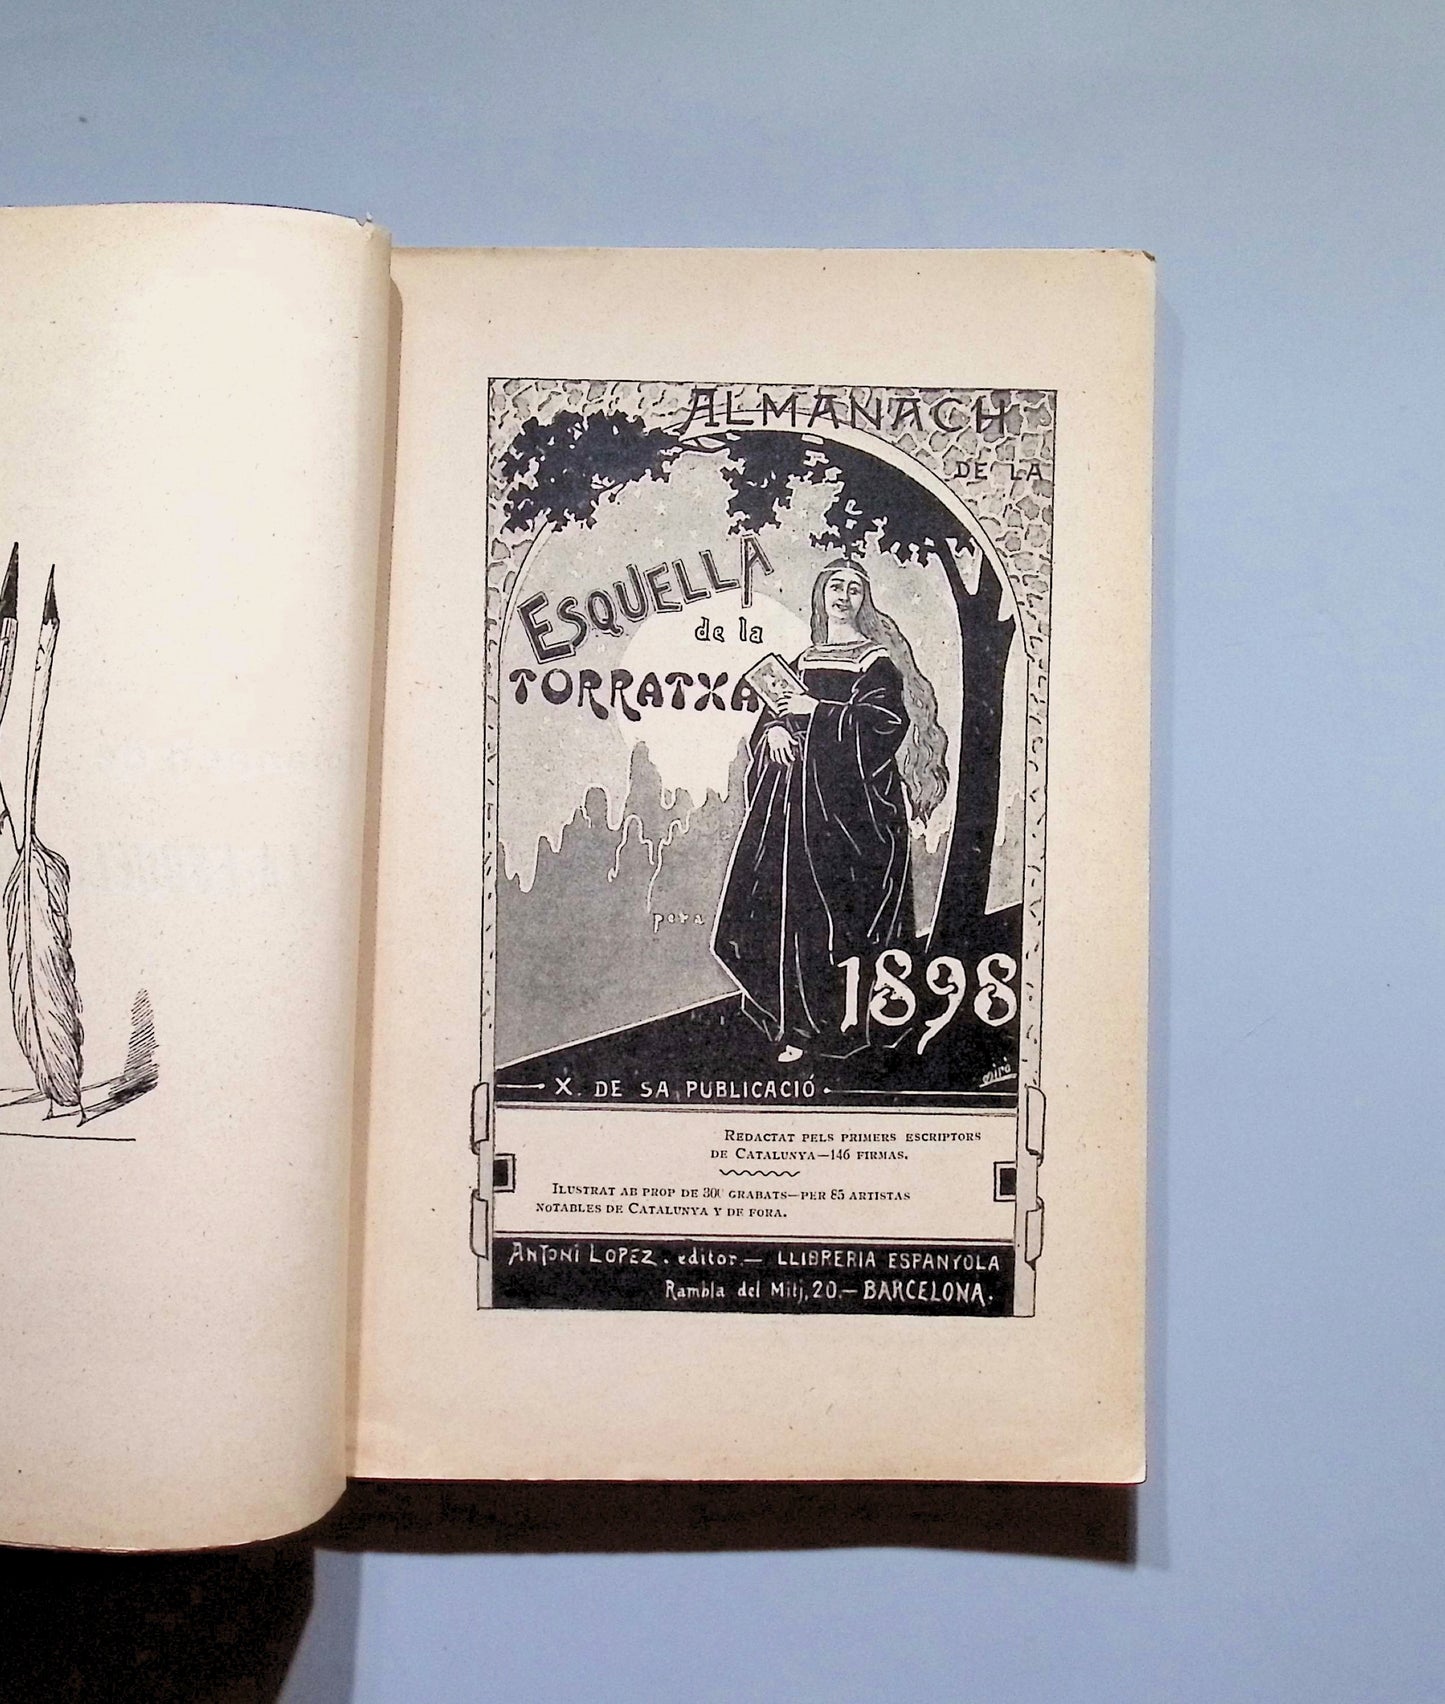 ALMANACH
DE LA
ESQUELLA
de la
TORRATXA
pera
1898
miró
X. DE SA PUBLICACIÓ
REDACTAT PELS PRIMERS ESCRIPTORS
DE CATALUNYA—146 FIRMAS.
ILUSTRAT AB PROP DE 300 GRABATS—PER 85 ARTISTAS
NOTABLES DE CATALUNYA Y DE FORA.
ANTONI LOPEZ. editor.— LLIBRERIA ESPANYOLA
Rambla del Mitj, 20.— BARCELONA.